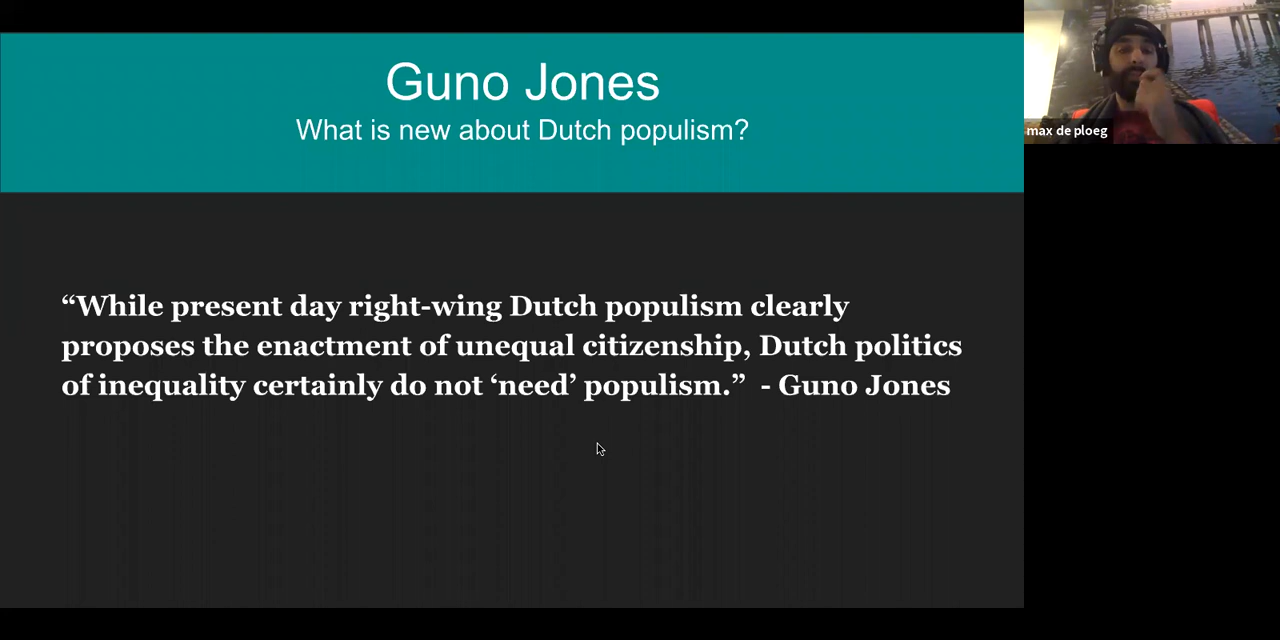 Guno Jones
What is new about Dutch populism?
“While present day right-wing Dutch populism clearly
proposes the enactment of unequal citizenship, Dutch politics
of inequality certainly do not ‘need’ populism.” - Guno Jones
max de ploeg